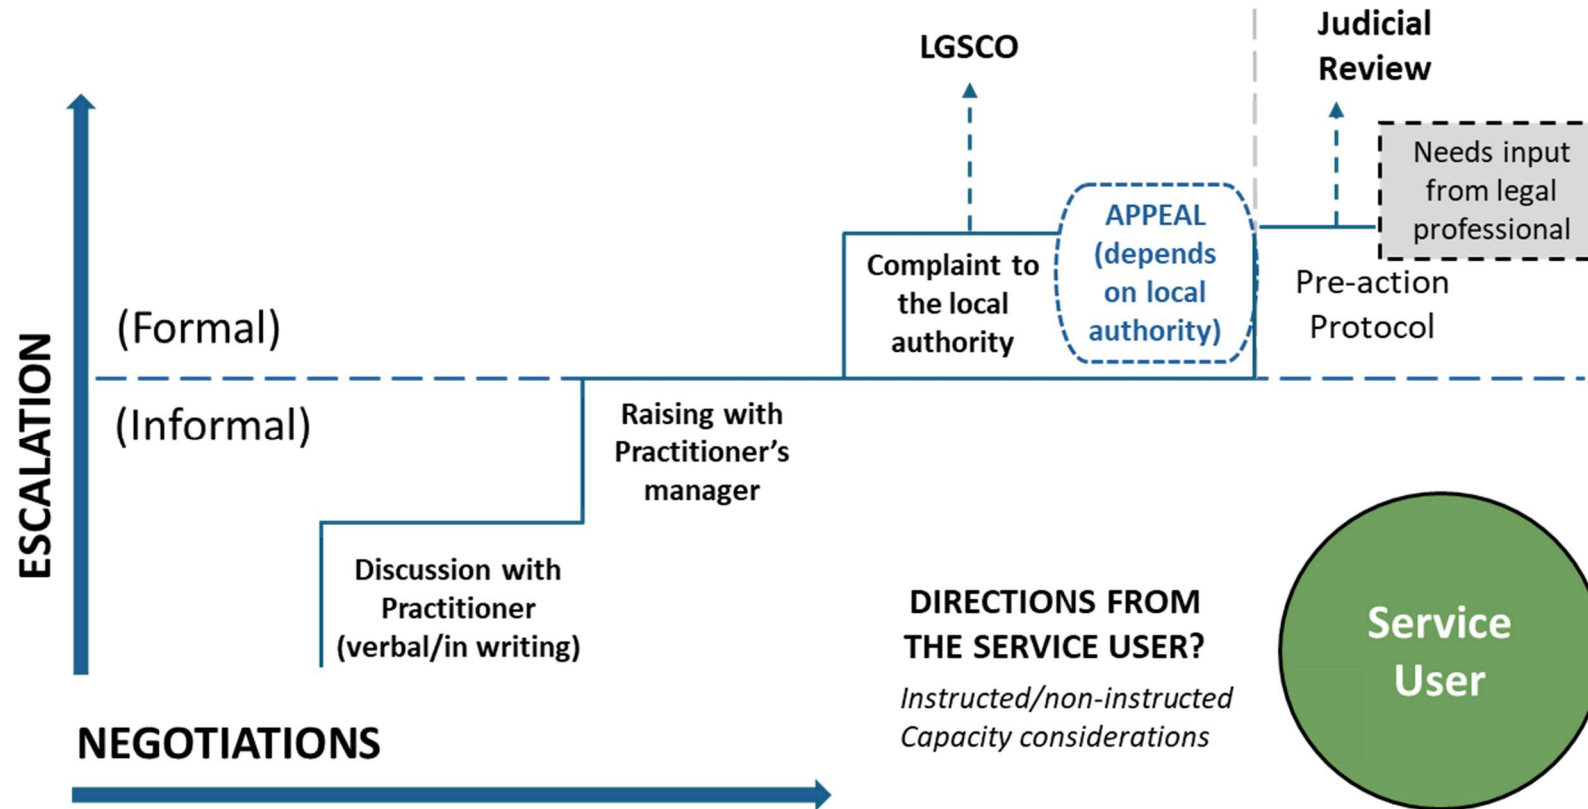 LGSCO
Judicial
Review
Needs input
from legal
professional
APPEAL
(depends
on local
authority)
Complaint to
the local
authority
Pre-action
Protocol
ESCALATION
(Formal)
(Informal)
Raising with
Practitioner’s
manager
Discussion with
Practitioner
(verbal/in writing)
DIRECTIONS FROM
THE SERVICE USER?
Instructed/non-instructed
Capacity considerations
Service
User
NEGOTIATIONS